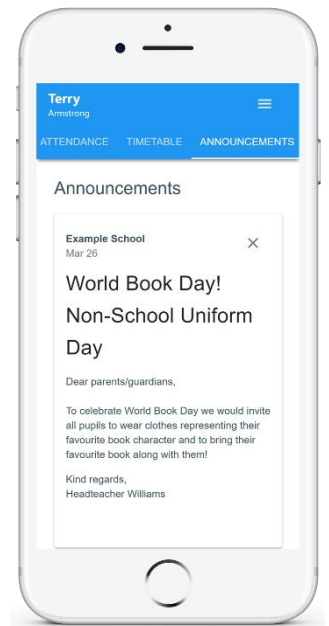 Terry
Armstrong
ATTENDANCE TIMETABLE ANNOUNCEMENTS
Announcements
Example School
Mar 26
World Book Day!
Non-School Uniform
Day
Dear parents/guardians,
To celebrate World Book Day we would invite
all pupils to wear clothes representing their
favourite book character and to bring their
favourite book along with them!
Kind regards,
Headteacher Williams